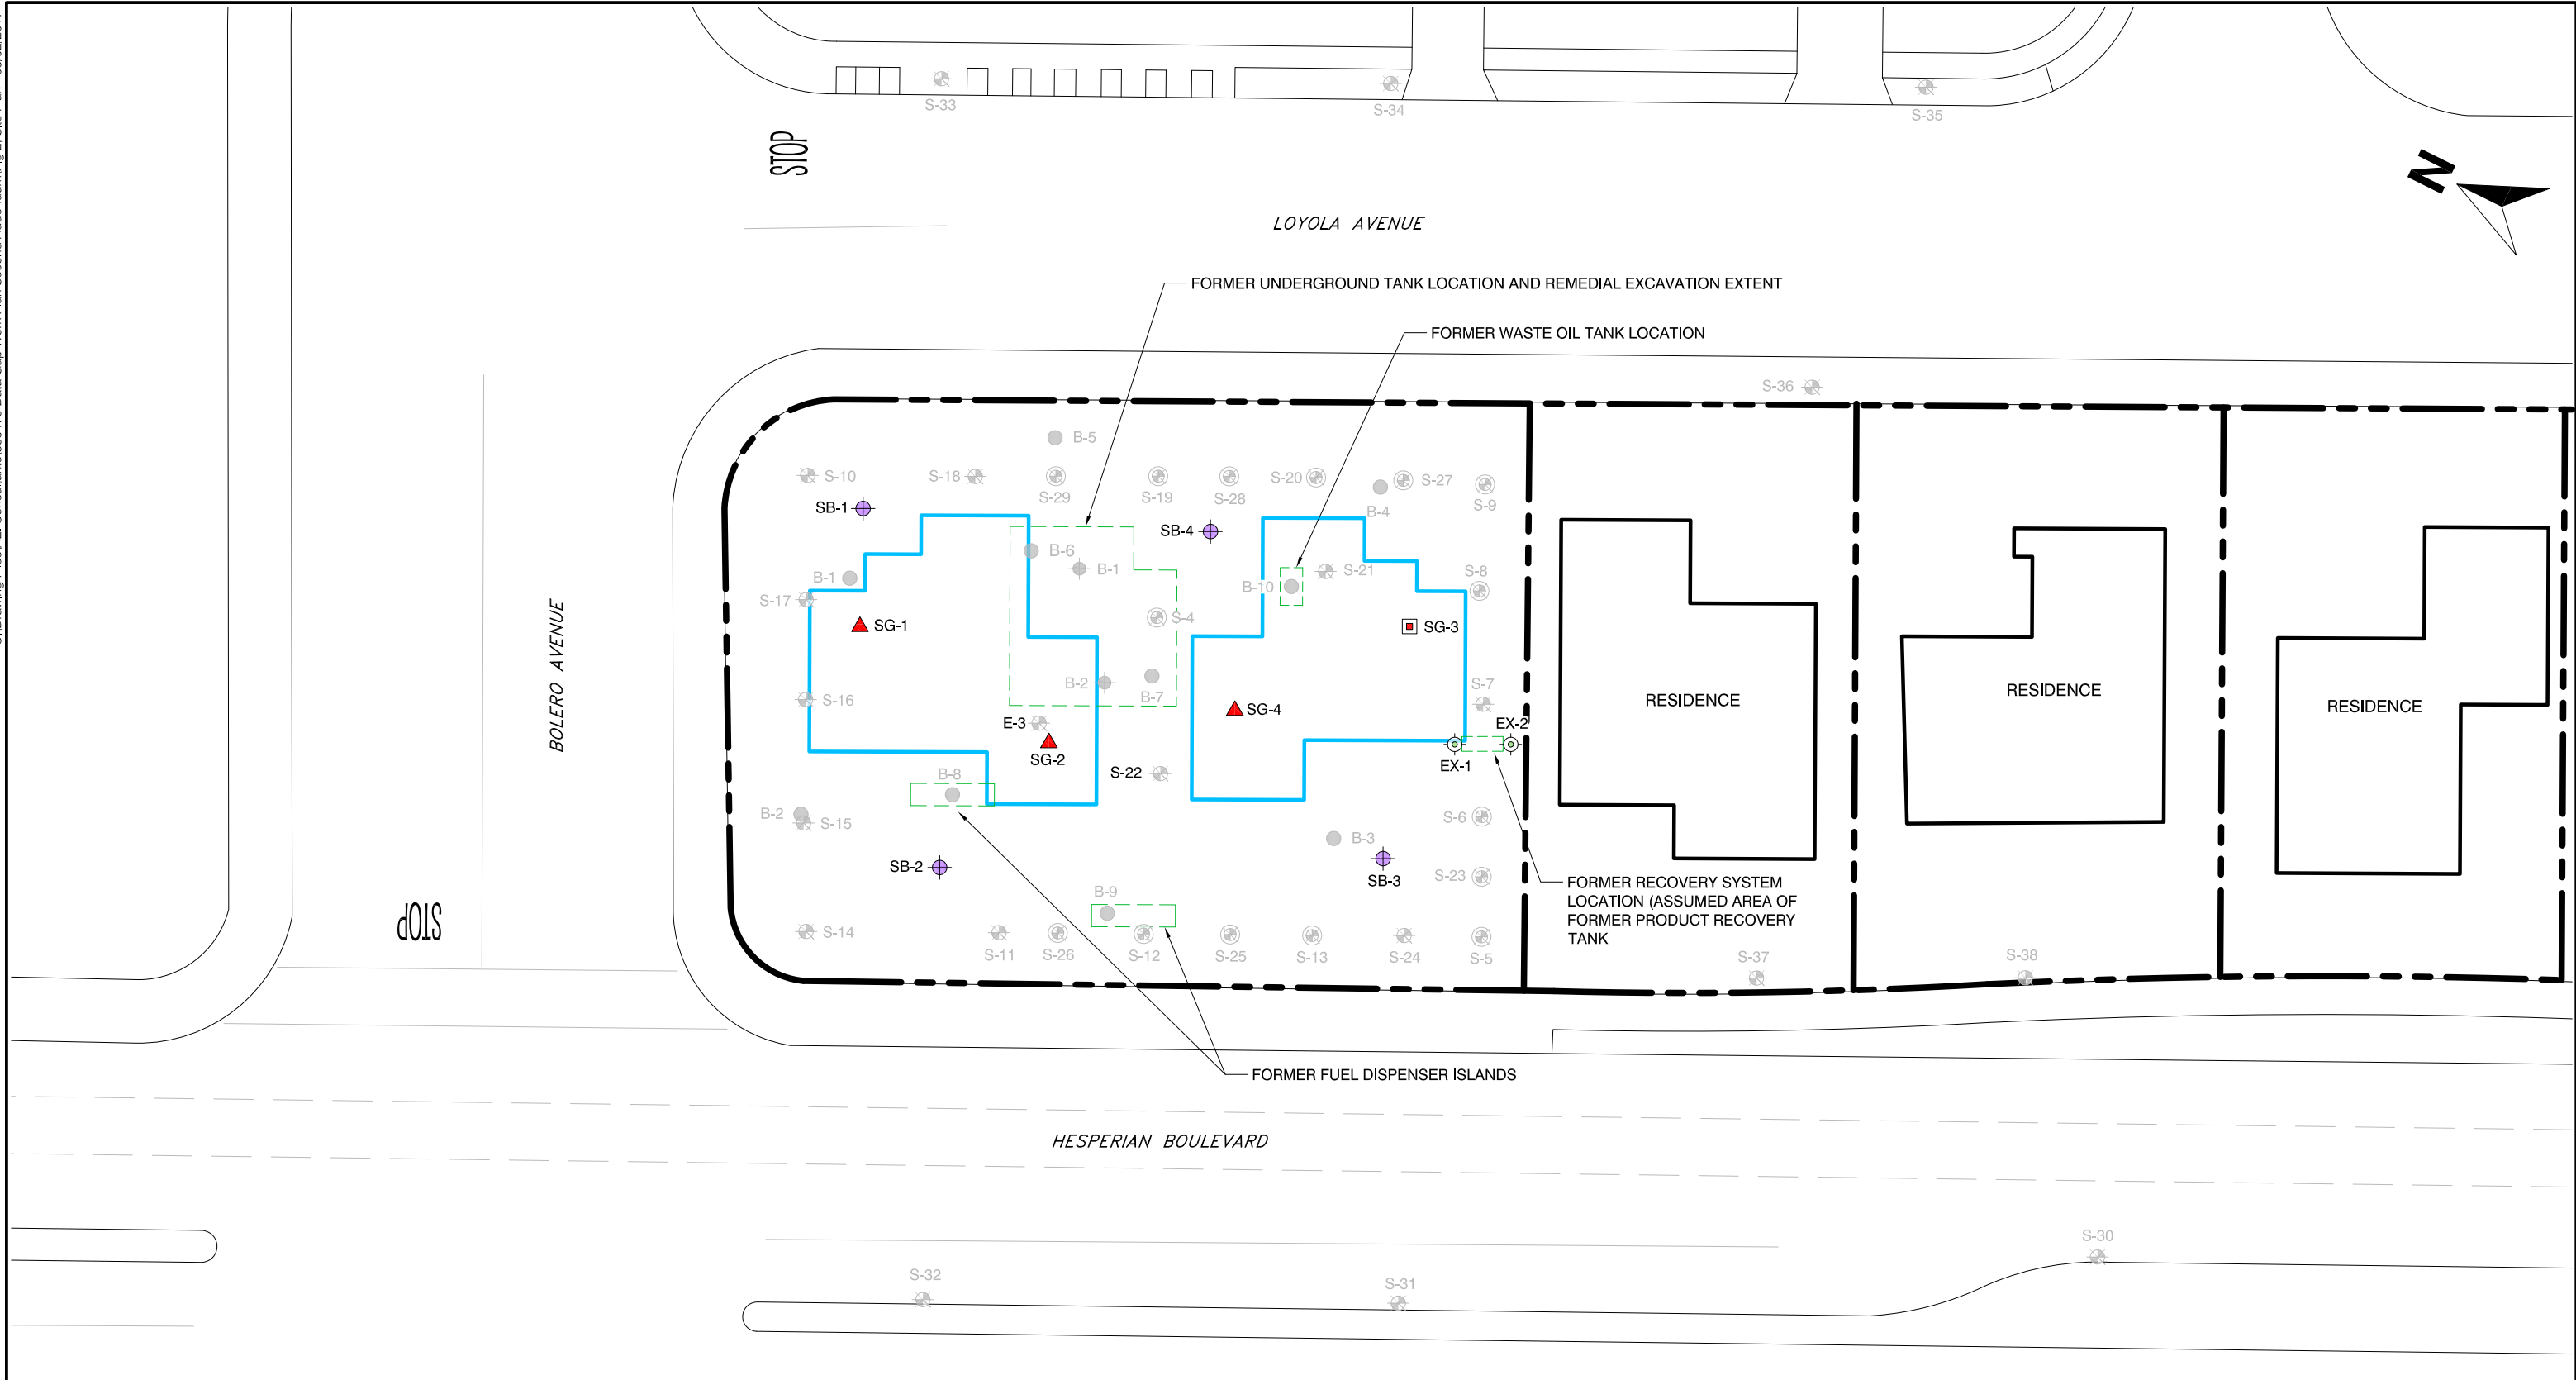 S-33
S-34
S-35
STOP
N
LOYOLA AVENUE
FORMER UNDERGROUND TANK LOCATION AND REMEDIAL EXCAVATION EXTENT
FORMER WASTE OIL TANK LOCATION
S-36
B-5
S-10
S-18
S-29
S-19
S-28
S-20
S-27
B-4
S-9
SB-1
SB-4
B-6
B-1
B-1
S-21
B-10
S-8
S-17
S-4
SG-1
SG-3
B-2
B-7
S-7
S-16
SG-4
E-3
EX-2
SG-2
EX-1
S-22
B-8
B-2
S-15
S-6
B-3
SB-2
SB-3
S-23
B-9
S-14
S-11
S-26
S-12
S-25
S-13
S-24
S-5
BOLERO AVENUE
STOP
RESIDENCE
RESIDENCE
RESIDENCE
FORMER RECOVERY SYSTEM
LOCATION (ASSUMED AREA OF
FORMER PRODUCT RECOVERY
TANK
S-37
S-38
FORMER FUEL DISPENSER ISLANDS
HESPERIAN BOULEVARD
S-30
S-32
S-31